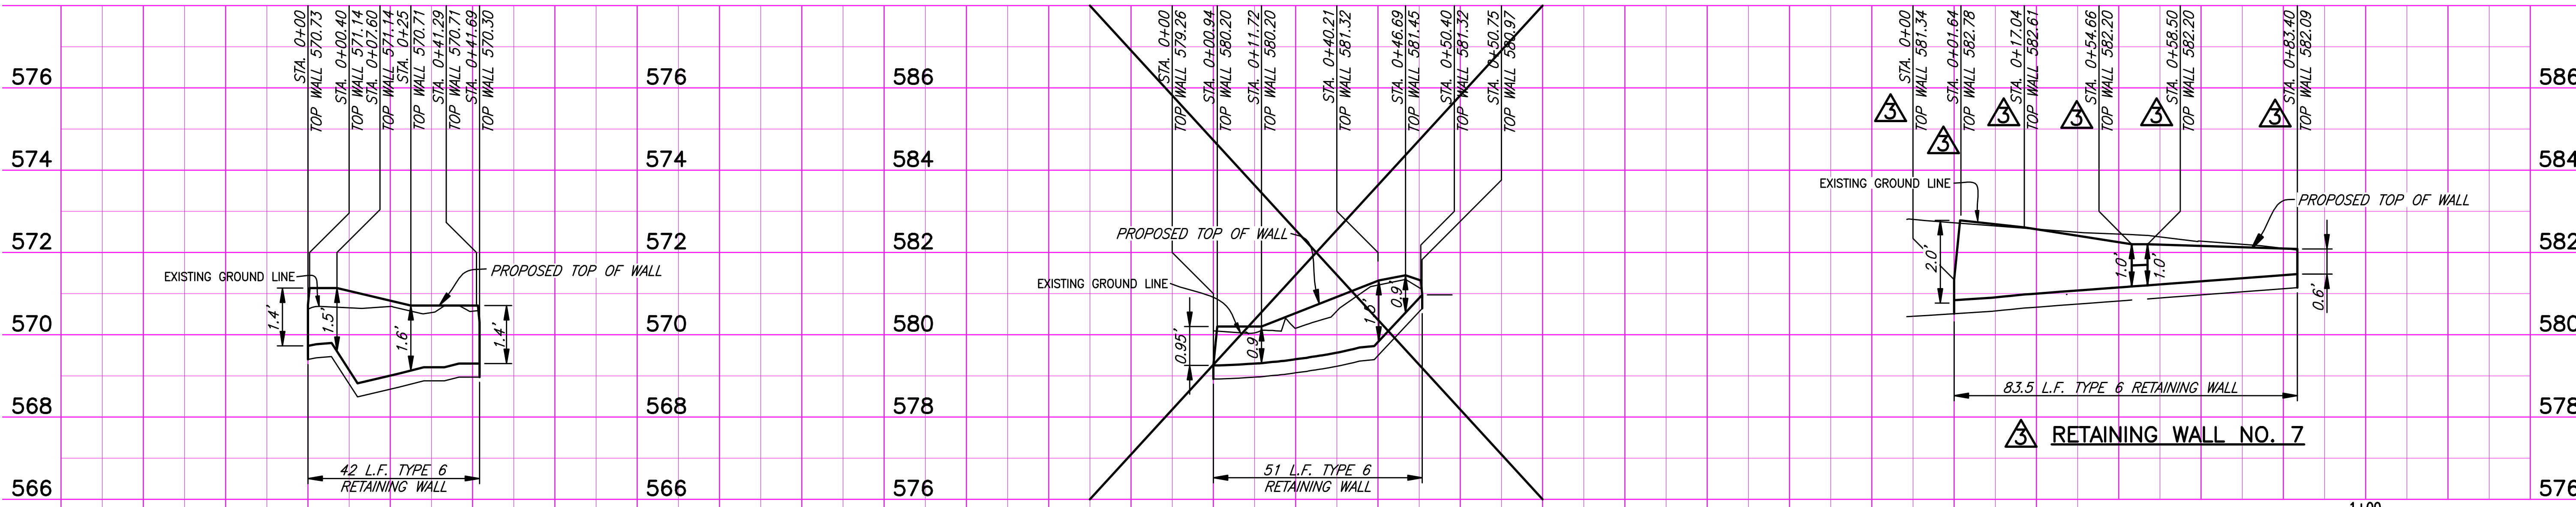 STA. 0+00
TOP WALL 570.73
STA. 0+00.40
TOP WALL 571.14
STA. 0+07.60
TOP WALL 571.14
STA. 0+25
TOP WALL 570.71
STA. 0+41.29
TOP WALL 570.71
STA. 0+41.69
TOP WALL 570.30
576
574
572
570
568
566
EXISTING GROUND LINE
PROPOSED TOP OF WALL
1.4'
1.5'
1.6'
1.4'
42 L.F. TYPE 6
RETAINING WALL
576
574
572
570
568
566
586
584
582
580
578
576
STA. 0+00
TOP WALL 579.26
STA. 0+00.94
TOP WALL 580.20
STA. 0+11.72
TOP WALL 580.20
STA. 0+40.21
TOP WALL 581.32
STA. 0+46.69
TOP WALL 581.45
STA. 0+50.40
TOP WALL 581.32
STA. 0+50.75
TOP WALL 580.97
PROPOSED TOP OF WALL
EXISTING GROUND LINE
0.95'
0.9'
1.6'
0.9'
51 L.F. TYPE 6
RETAINING WALL
STA. 0+00
TOP WALL 581.34
STA. 0+01.64
TOP WALL 582.78
STA. 0+17.04
TOP WALL 582.61
STA. 0+54.66
TOP WALL 582.20
STA. 0+58.50
TOP WALL 582.20
STA. 0+83.40
TOP WALL 582.09
3
3
3
3
3
3
EXISTING GROUND LINE
PROPOSED TOP OF WALL
2.0'
1.0'
1.0'
0.6'
83.5 L.F. TYPE 6 RETAINING WALL
3 RETAINING WALL NO. 7
586
584
582
580
578
576
1+00